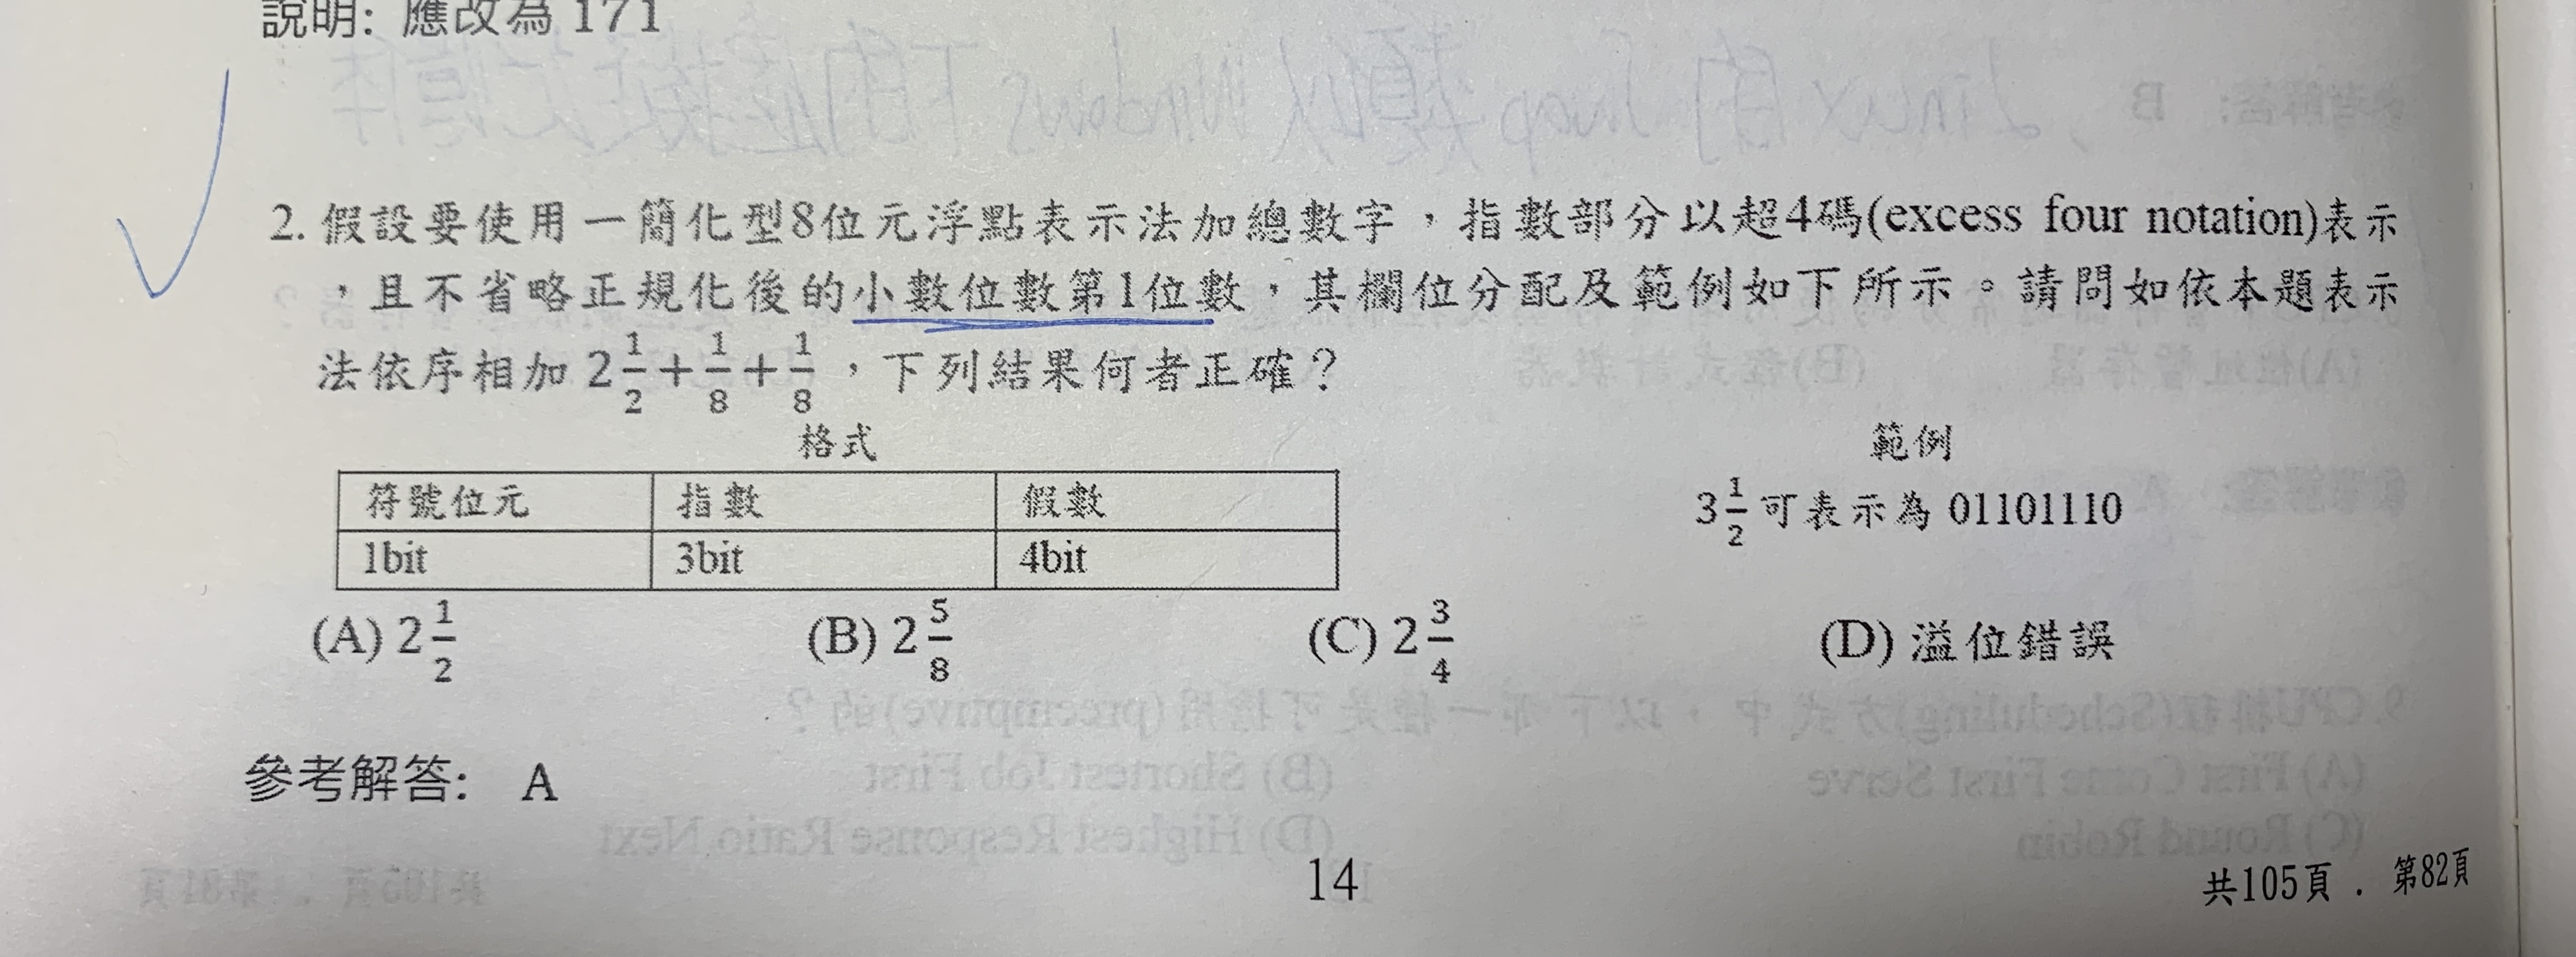 說明: 應改為 171
2. 假設要使用一簡化型8位元浮點表示法加總數字，指數部分以超4碼(excess four notation)表示
，且不省略正規化後的小數位數第1位數，其欄位分配及範例如下所示。請問如依本題表示
法依序相加 2 1/2 + 1/8 + 1/8 ，下列結果何者正確？
格式
範例
符號位元 指數 假數
3 1/2 可表示為 01101110
1bit 3bit 4bit
(A) 2 1/2 (B) 2 5/8 (C) 2 3/4 (D) 溢位錯誤
參考解答: A
14
共105頁 . 第82頁